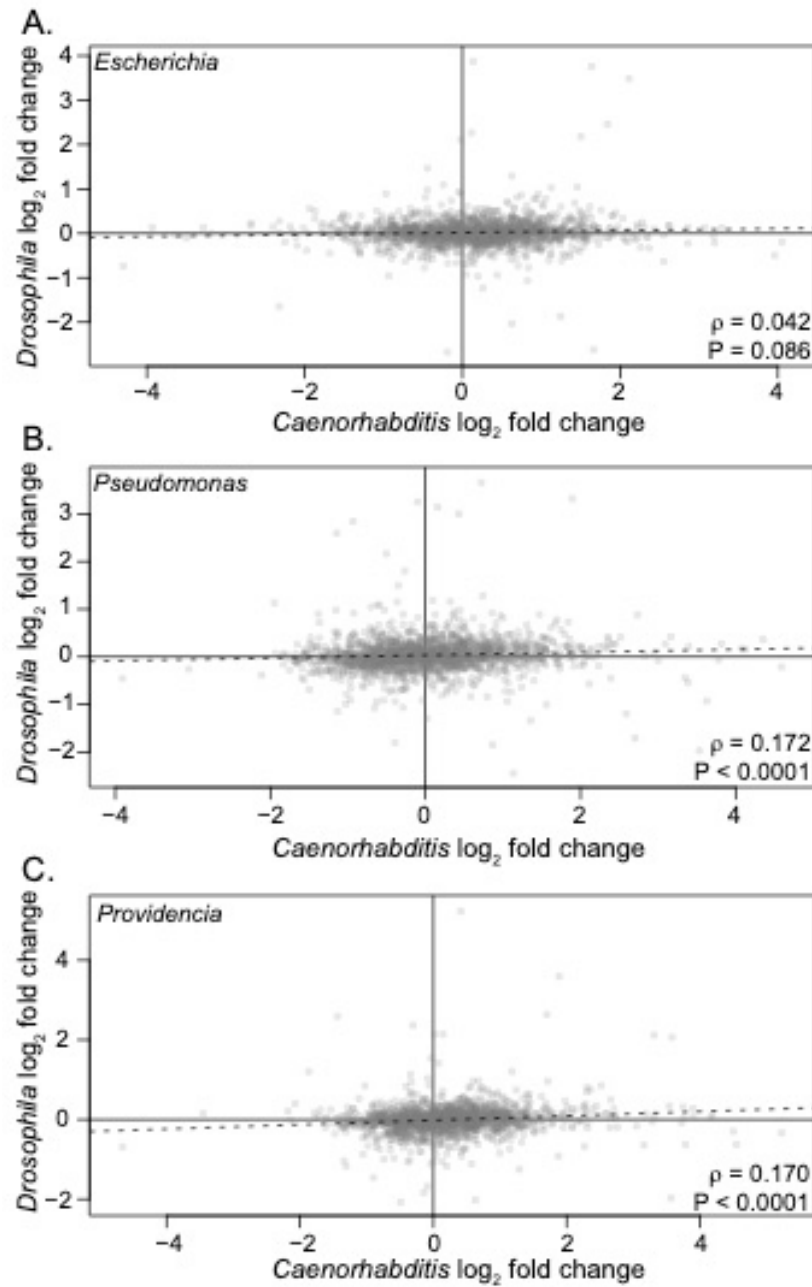 A.
Escherichia
Drosophila log₂ fold change
4
3
2
1
0
−1
−2
ρ = 0.042
P = 0.086
−4
−2
0
2
4
Caenorhabditis log₂ fold change
B.
Pseudomonas
Drosophila log₂ fold change
3
2
1
0
−1
−2
ρ = 0.172
P < 0.0001
−4
−2
0
2
4
Caenorhabditis log₂ fold change
C.
Providencia
Drosophila log₂ fold change
4
2
0
−2
ρ = 0.170
P < 0.0001
−4
−2
0
2
4
Caenorhabditis log₂ fold change